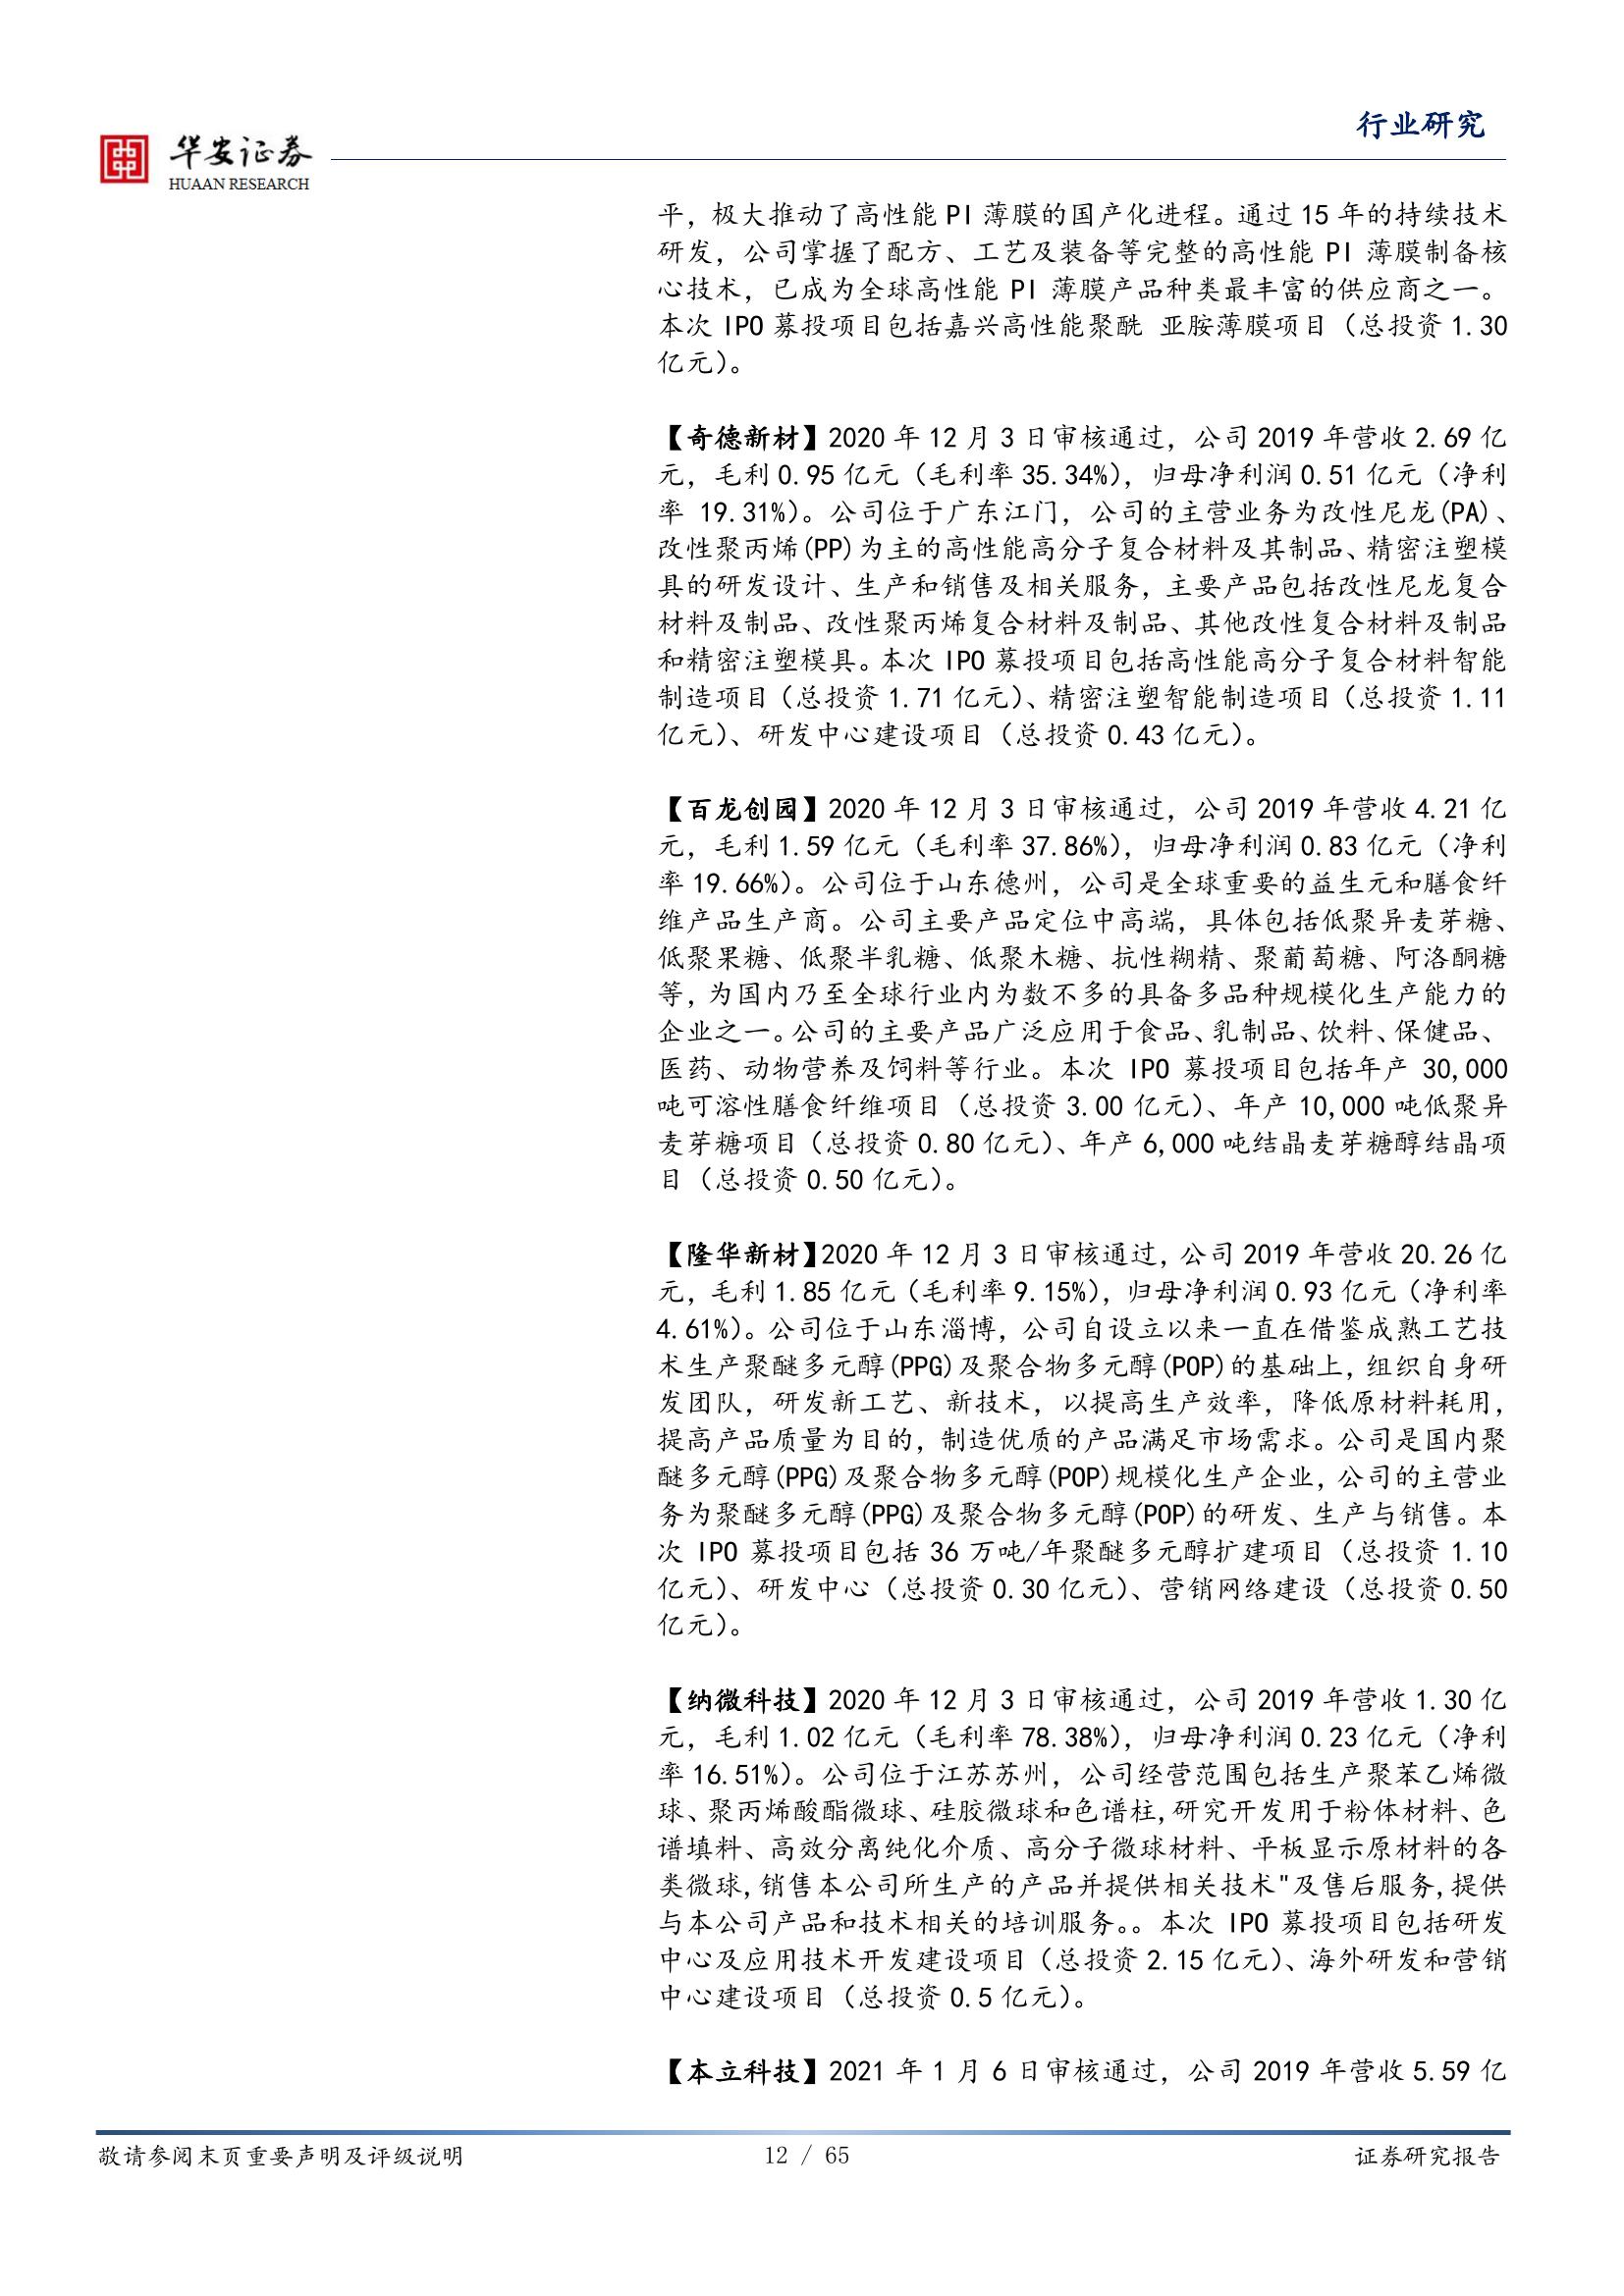 行业研究
华安证券
HUAAN RESEARCH
平，极大推动了高性能 PI 薄膜的国产化进程。通过 15 年的持续技术
研发，公司掌握了配方、工艺及装备等完整的高性能 PI 薄膜制备核
心技术，已成为全球高性能 PI 薄膜产品种类最丰富的供应商之一。
本次 IPO 募投项目包括嘉兴高性能聚酰 亚胺薄膜项目（总投资 1.30
亿元）。
【奇德新材】2020 年 12 月 3 日审核通过，公司 2019 年营收 2.69 亿
元，毛利 0.95 亿元（毛利率 35.34%），归母净利润 0.51 亿元（净利
率 19.31%）。公司位于广东江门，公司的主营业务为改性尼龙(PA)、
改性聚丙烯(PP)为主的高性能高分子复合材料及其制品、精密注塑模
具的研发设计、生产和销售及相关服务，主要产品包括改性尼龙复合
材料及制品、改性聚丙烯复合材料及制品、其他改性复合材料及制品
和精密注塑模具。本次 IPO 募投项目包括高性能高分子复合材料智能
制造项目（总投资 1.71 亿元）、精密注塑智能制造项目（总投资 1.11
亿元）、研发中心建设项目（总投资 0.43 亿元）。
【百龙创园】2020 年 12 月 3 日审核通过，公司 2019 年营收 4.21 亿
元，毛利 1.59 亿元（毛利率 37.86%），归母净利润 0.83 亿元（净利
率 19.66%）。公司位于山东德州，公司是全球重要的益生元和膳食纤
维产品生产商。公司主要产品定位中高端，具体包括低聚异麦芽糖、
低聚果糖、低聚半乳糖、低聚木糖、抗性糊精、聚葡萄糖、阿洛酮糖
等，为国内乃至全球行业内为数不多的具备多品种规模化生产能力的
企业之一。公司的主要产品广泛应用于食品、乳制品、饮料、保健品、
医药、动物营养及饲料等行业。本次 IPO 募投项目包括年产 30,000
吨可溶性膳食纤维项目（总投资 3.00 亿元）、年产 10,000 吨低聚异
麦芽糖项目（总投资 0.80 亿元）、年产 6,000 吨结晶麦芽糖醇结晶项
目（总投资 0.50 亿元）。
【隆华新材】2020 年 12 月 3 日审核通过，公司 2019 年营收 20.26 亿
元，毛利 1.85 亿元（毛利率 9.15%），归母净利润 0.93 亿元（净利率
4.61%）。公司位于山东淄博，公司自设立以来一直在借鉴成熟工艺技
术生产聚醚多元醇(PPG)及聚合物多元醇(POP)的基础上，组织自身研
发团队，研发新工艺、新技术，以提高生产效率，降低原材料耗用，
提高产品质量为目的，制造优质的产品满足市场需求。公司是国内聚
醚多元醇(PPG)及聚合物多元醇(POP)规模化生产企业，公司的主营业
务为聚醚多元醇(PPG)及聚合物多元醇(POP)的研发、生产与销售。本
次 IPO 募投项目包括 36 万吨/年聚醚多元醇扩建项目（总投资 1.10
亿元）、研发中心（总投资 0.30 亿元）、营销网络建设（总投资 0.50
亿元）。
【纳微科技】2020 年 12 月 3 日审核通过，公司 2019 年营收 1.30 亿
元，毛利 1.02 亿元（毛利率 78.38%），归母净利润 0.23 亿元（净利
率 16.51%）。公司位于江苏苏州，公司经营范围包括生产聚苯乙烯微
球、聚丙烯酸酯微球、硅胶微球和色谱柱,研究开发用于粉体材料、色
谱填料、高效分离纯化介质、高分子微球材料、平板显示原材料的各
类微球,销售本公司所生产的产品并提供相关技术"及售后服务,提供
与本公司产品和技术相关的培训服务。。本次 IPO 募投项目包括研发
中心及应用技术开发建设项目（总投资 2.15 亿元）、海外研发和营销
中心建设项目（总投资 0.5 亿元）。
【本立科技】2021 年 1 月 6 日审核通过，公司 2019 年营收 5.59 亿
敬请参阅末页重要声明及评级说明
12 / 65
证券研究报告